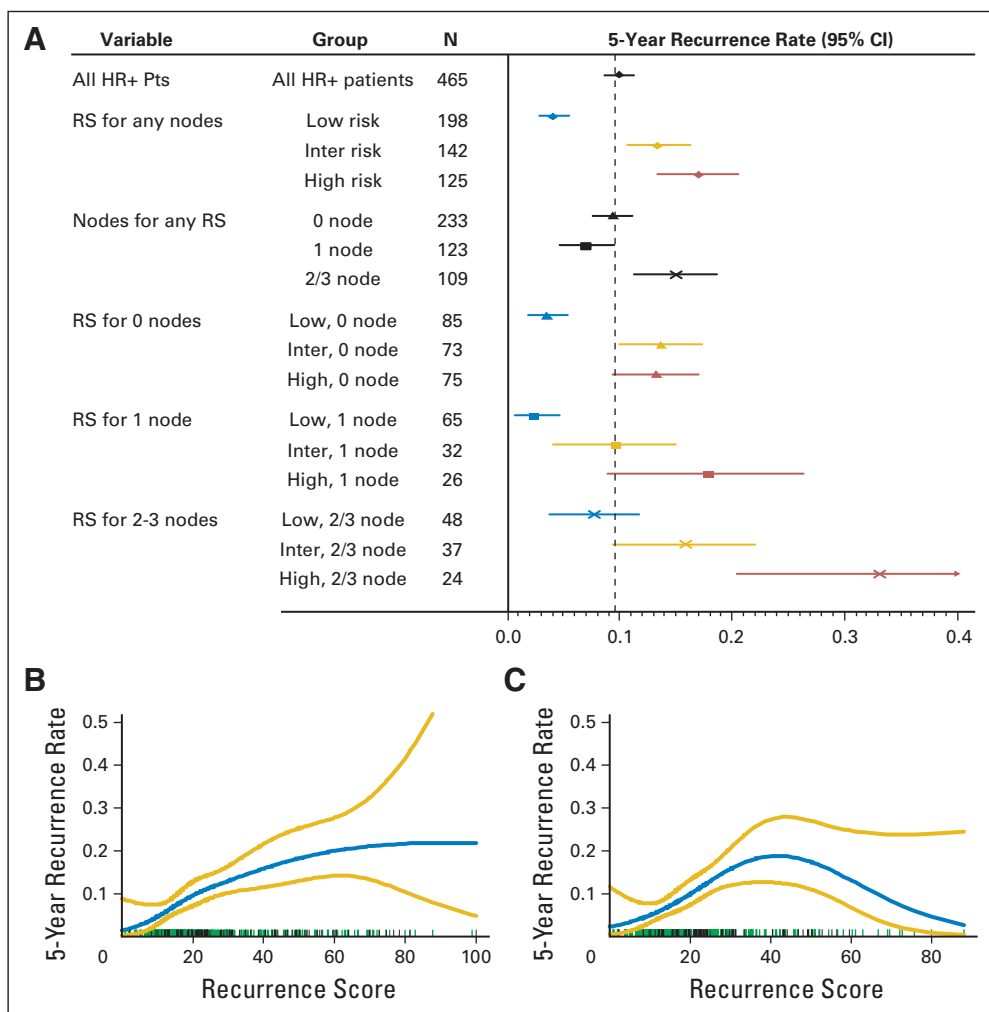 A
Variable Group N 5-Year Recurrence Rate (95% CI)
All HR+ Pts All HR+ patients 465
RS for any nodes Low risk 198
Inter risk 142
High risk 125
Nodes for any RS 0 node 233
1 node 123
2/3 node 109
RS for 0 nodes Low, 0 node 85
Inter, 0 node 73
High, 0 node 75
RS for 1 node Low, 1 node 65
Inter, 1 node 32
High, 1 node 26
RS for 2-3 nodes Low, 2/3 node 48
Inter, 2/3 node 37
High, 2/3 node 24
0.0 0.1 0.2 0.3 0.4
B
5-Year Recurrence Rate
0.5
0.4
0.3
0.2
0.1
0 20 40 60 80 100
Recurrence Score
C
5-Year Recurrence Rate
0.5
0.4
0.3
0.2
0.1
0 20 40 60 80
Recurrence Score